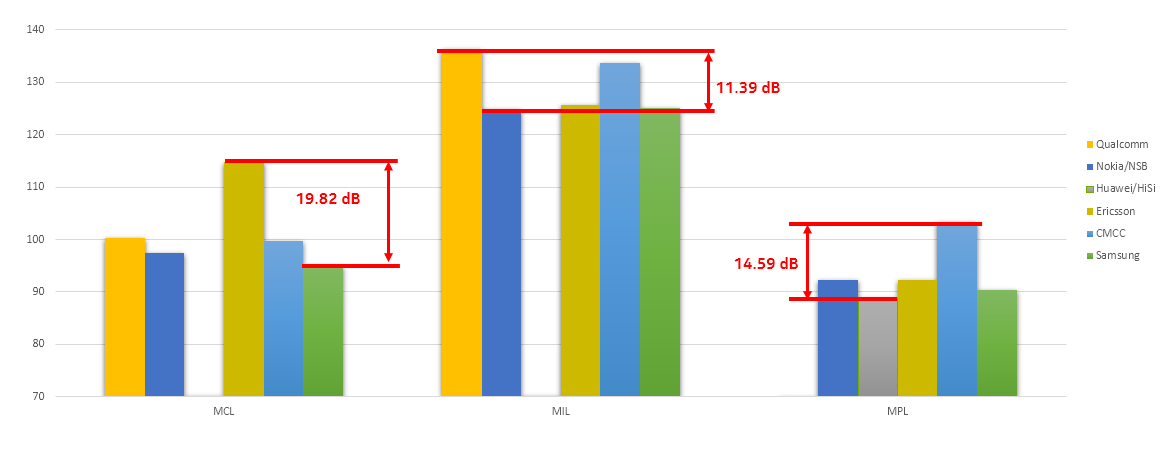 140
130
120
110
100
90
80
70
19.82 dB
11.39 dB
14.59 dB
MCL
MIL
MPL
Qualcomm
Nokia/NSB
Huawei/HiSi
Ericsson
CMCC
Samsung